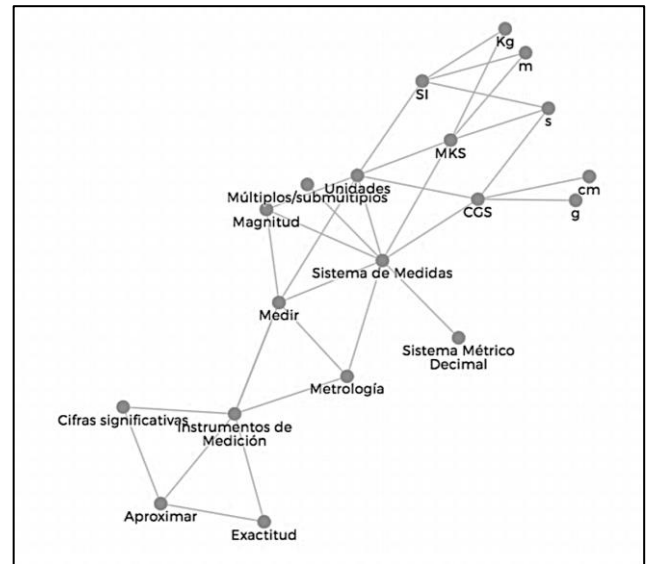 Kg
m
SI
s
MKS
Unidades
cm
Múltiplos/submultiplos
CGS
g
Magnitud
Sistema de Medidas
Medir
Sistema Métrico
Decimal
Metrología
Cifras significativas
Instrumentos de
Medición
Aproximar
Exactitud